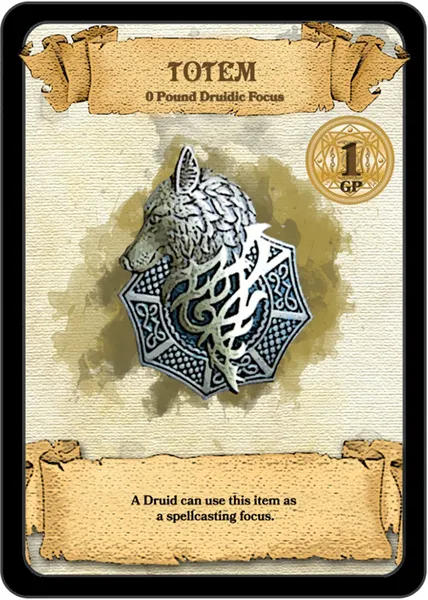 TOTEM
0 Pound Druidic Focus
1
GP
A Druid can use this item as
a spellcasting focus.